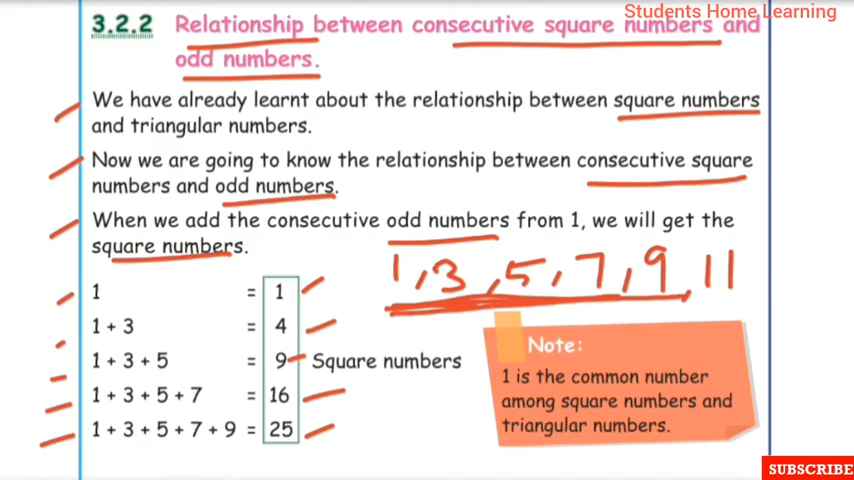 Students Home Learning
3.2.2 Relationship between consecutive square numbers and
odd numbers.
We have already learnt about the relationship between square numbers
and triangular numbers.
Now we are going to know the relationship between consecutive square
numbers and odd numbers.
When we add the consecutive odd numbers from 1, we will get the
square numbers.
1, 3, 5, 7, 9, 11
1 = 1
1 + 3 = 4
1 + 3 + 5 = 9 Square numbers
1 + 3 + 5 + 7 = 16
1 + 3 + 5 + 7 + 9 = 25
Note:
1 is the common number
among square numbers and
triangular numbers.
SUBSCRIBE